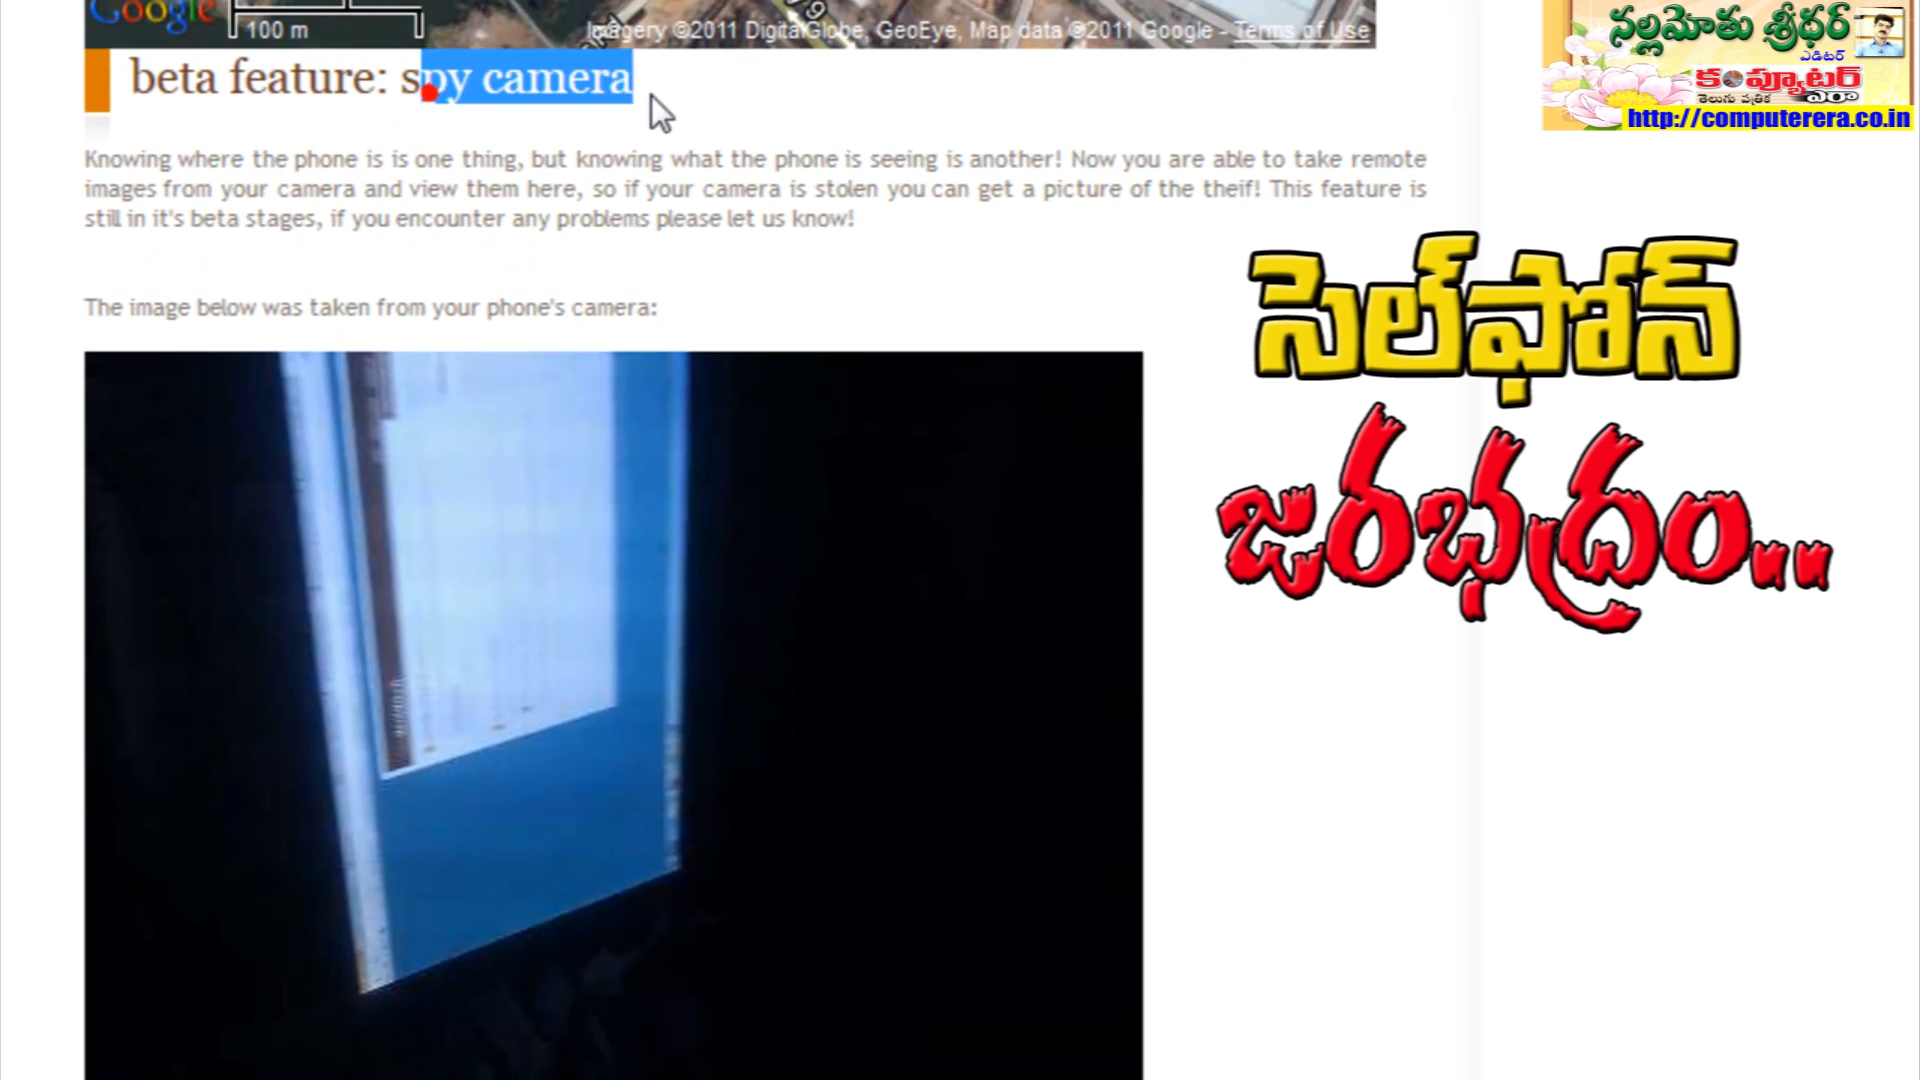 Google
100 m
Imagery ©2011 DigitalGlobe, GeoEye, Map data ©2011 Google - Terms of Use
beta feature: spy camera
నల్లమోతు శ్రీధర్
ఎడిటర్
కంప్యూటర్
తెలుగు పత్రిక ఎరా
http://computerera.co.in
Knowing where the phone is is one thing, but knowing what the phone is seeing is another! Now you are able to take remote
images from your camera and view them here, so if your camera is stolen you can get a picture of the theif! This feature is
still in it's beta stages, if you encounter any problems please let us know!
The image below was taken from your phone's camera:
సెల్‌ఫోన్
జరభద్రం...